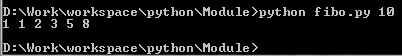 D:\Work\workspace\python\Module>python fibo.py 10
1 1 2 3 5 8
D:\Work\workspace\python\Module>